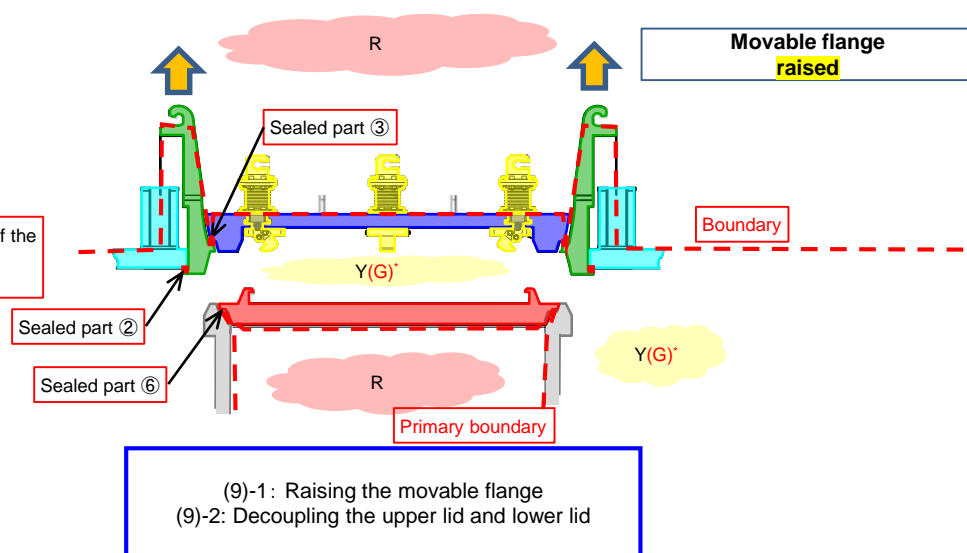 R
Movable flange
raised
Sealed part ③
f the
Boundary
Y(G)*
Sealed part ②
Y(G)*
Sealed part ⑥
R
Primary boundary
(9)-1: Raising the movable flange
(9)-2: Decoupling the upper lid and lower lid